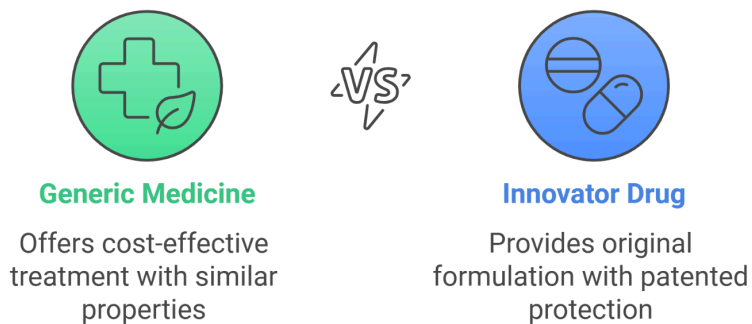 VS
Generic Medicine
Innovator Drug
Offers cost-effective
treatment with similar
properties
Provides original
formulation with patented
protection